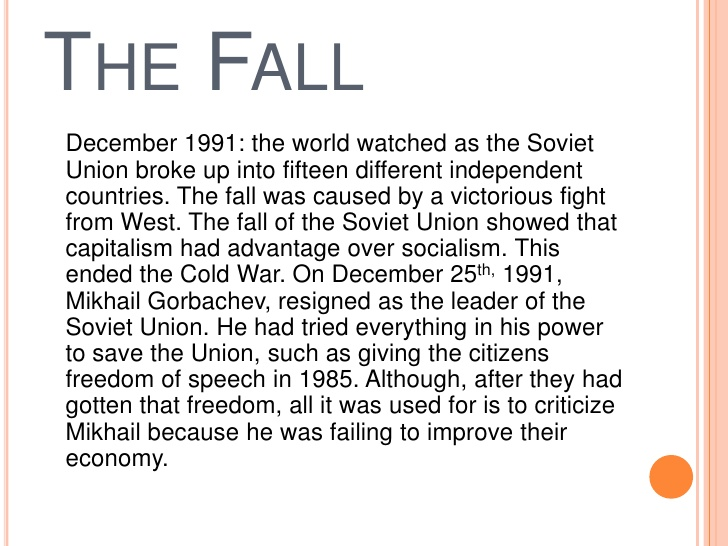 THE FALL
December 1991: the world watched as the Soviet
Union broke up into fifteen different independent
countries. The fall was caused by a victorious fight
from West. The fall of the Soviet Union showed that
capitalism had advantage over socialism. This
ended the Cold War. On December 25th, 1991,
Mikhail Gorbachev, resigned as the leader of the
Soviet Union. He had tried everything in his power
to save the Union, such as giving the citizens
freedom of speech in 1985. Although, after they had
gotten that freedom, all it was used for is to criticize
Mikhail because he was failing to improve their
economy.